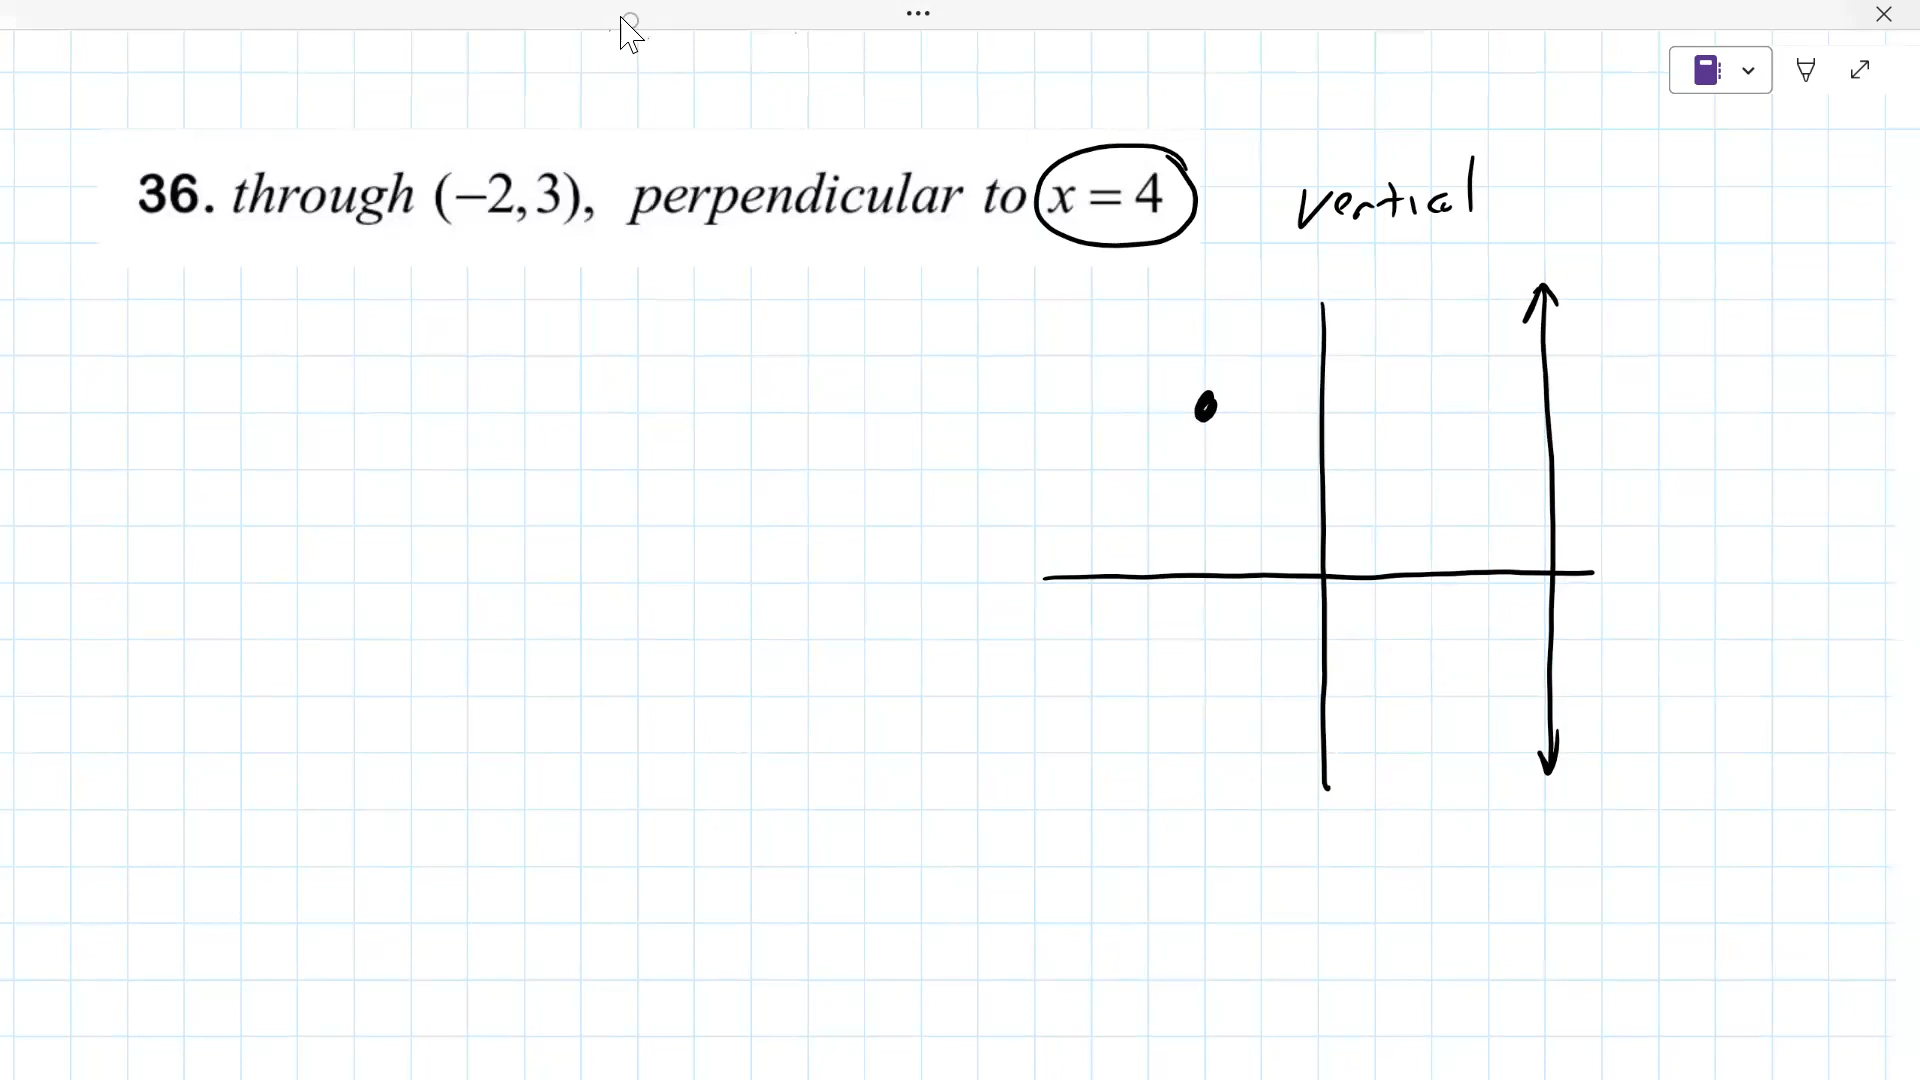 36. through (−2,3), perpendicular to x = 4 vertical